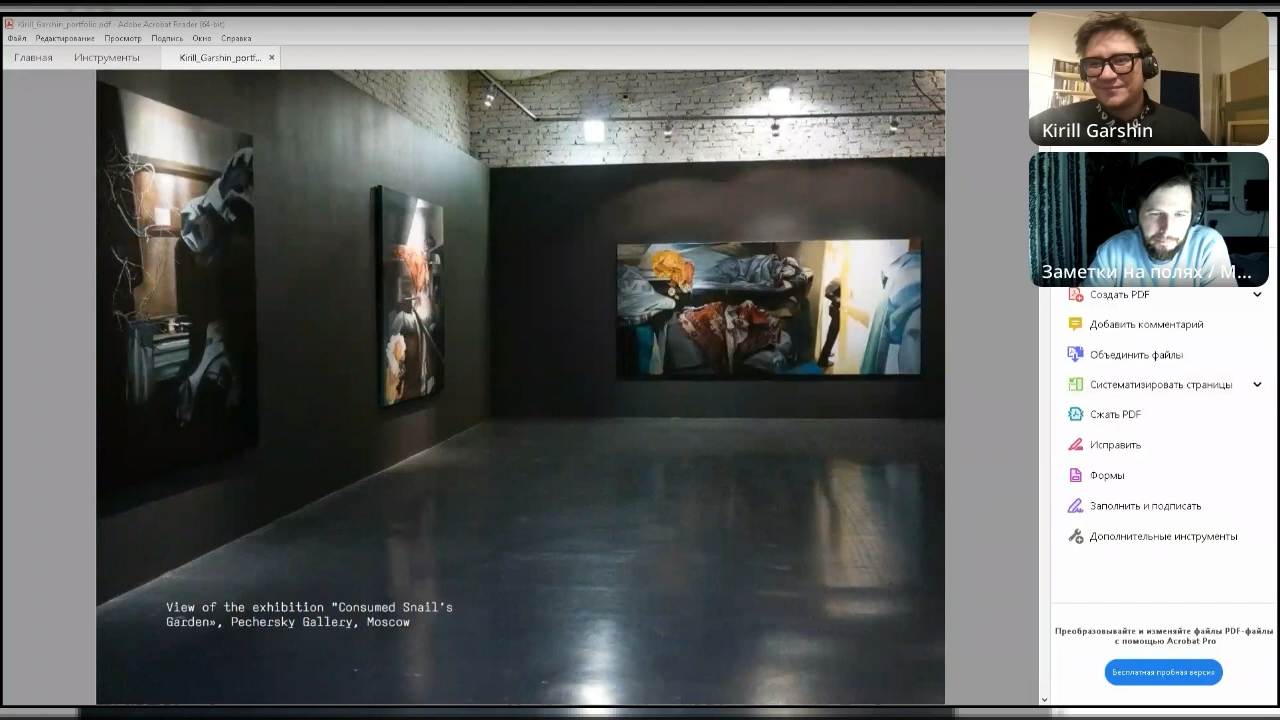 Kirill_Garshin_portfolio.pdf - Adobe Acrobat Reader (64-bit)
Файл Редактирование Просмотр Подпись Окно Справка
Главная Инструменты Kirill_Garshin_portf... ×
Kirill Garshin
Заметки на полях / М...
Создать PDF
Добавить комментарий
Объединить файлы
Систематизировать страницы
Сжать PDF
Исправить
Формы
Заполнить и подписать
Дополнительные инструменты
View of the exhibition "Consumed Snail's
Garden», Pechersky Gallery, Moscow
Преобразовывайте и изменяйте файлы PDF-файлы
с помощью Acrobat Pro
Бесплатная пробная версия